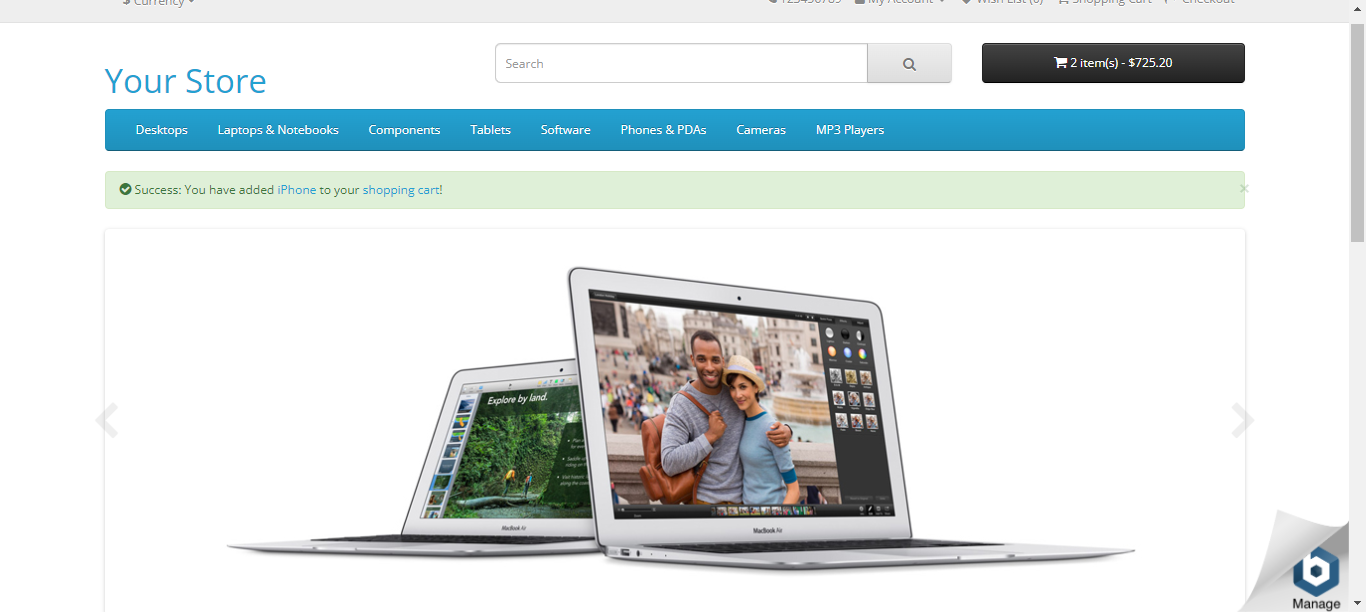 Currency
123456789 My Account Wish List (0) Shopping Cart Checkout
Your Store
Search
2 item(s) - $725.20
Desktops Laptops & Notebooks Components Tablets Software Phones & PDAs Cameras MP3 Players
Success: You have added iPhone to your shopping cart!
×
Explore by land.
MacBook Air
MacBook Air
Manage